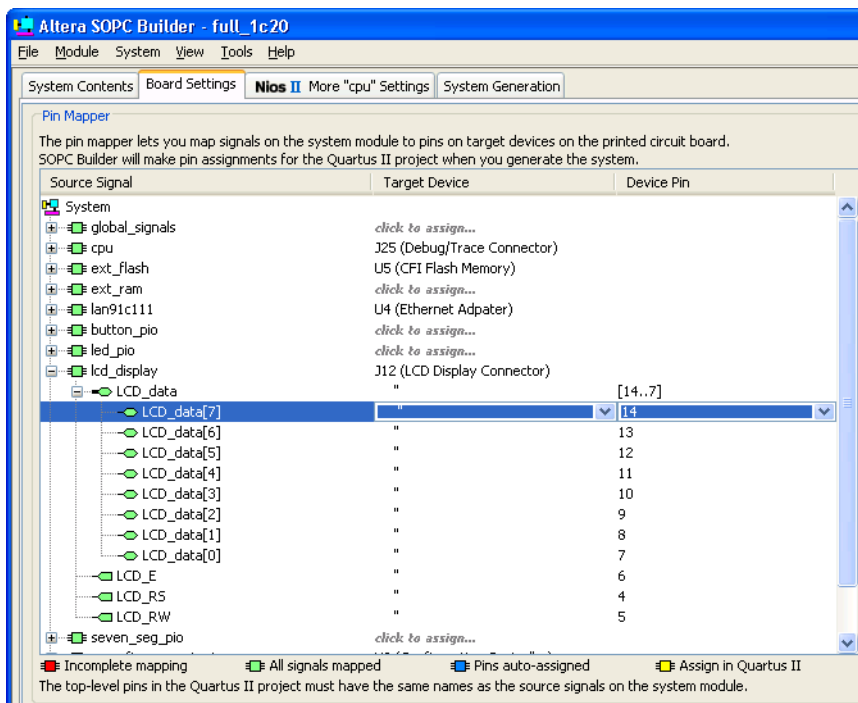 Altera SOPC Builder - full_1c20
File Module System View Tools Help
System Contents Board Settings Nios II More "cpu" Settings System Generation
Pin Mapper
The pin mapper lets you map signals on the system module to pins on target devices on the printed circuit board.
SOPC Builder will make pin assignments for the Quartus II project when you generate the system.
Source Signal Target Device Device Pin
System
global_signals click to assign...
cpu J25 (Debug/Trace Connector)
ext_flash U5 (CFI Flash Memory)
ext_ram click to assign...
lan91c111 U4 (Ethernet Adpater)
button_pio click to assign...
led_pio click to assign...
lcd_display J12 (LCD Display Connector)
LCD_data " [14..7]
LCD_data[7] " 14
LCD_data[6] " 13
LCD_data[5] " 12
LCD_data[4] " 11
LCD_data[3] " 10
LCD_data[2] " 9
LCD_data[1] " 8
LCD_data[0] " 7
LCD_E " 6
LCD_RS " 4
LCD_RW " 5
seven_seg_pio click to assign...
Incomplete mapping All signals mapped Pins auto-assigned Assign in Quartus II
The top-level pins in the Quartus II project must have the same names as the source signals on the system module.